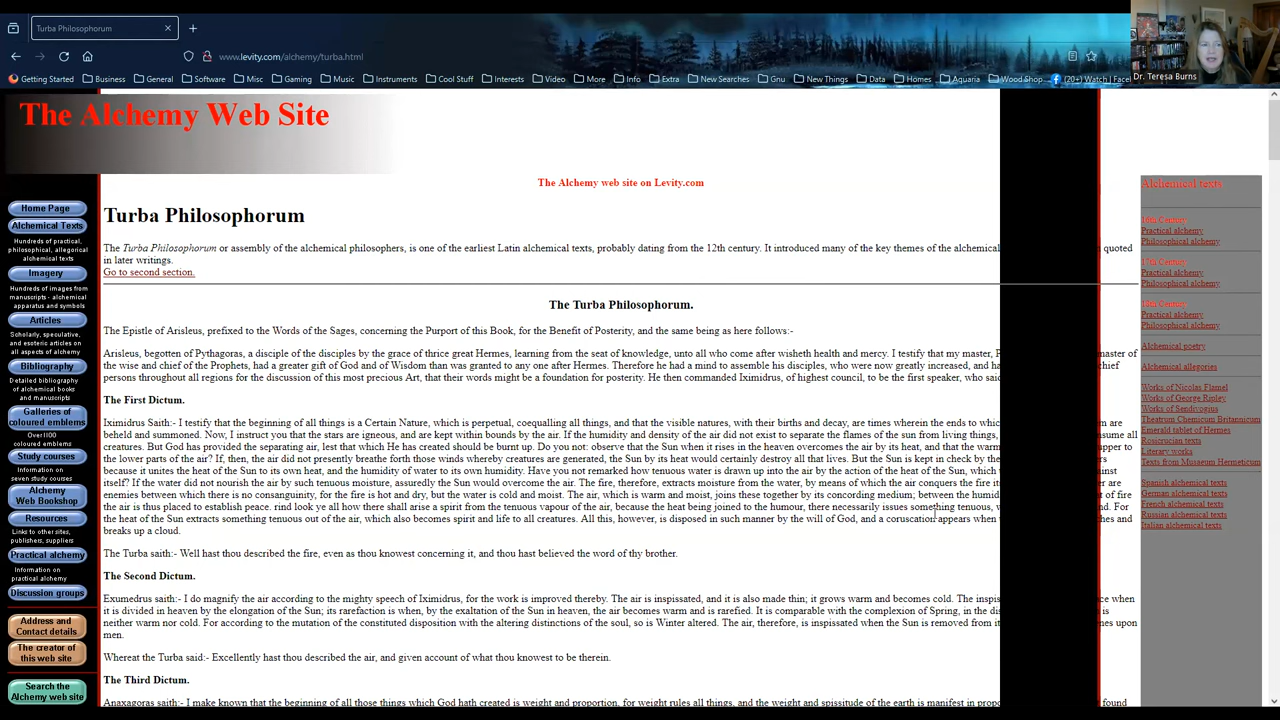 Turba Philosophorum
www.levity.com/alchemy/turba.html
Dr. Teresa Burns
Getting Started Business General Software Misc Gaming Music Instruments Cool Stuff Interests Video More Info Extra New Searches Gnu New Things Data Homes Aquaria Wood Shop (20+) Watch | Facel
The Alchemy Web Site
The Alchemy web site on Levity.com
Home Page
Alchemical Texts
Hundreds of practical,
philosophical, allegorical
alchemical texts
Imagery
Hundreds of images from
manuscripts - alchemical
apparatus and symbols
Articles
Scholarly, speculative,
and esoteric articles on
all aspects of alchemy
Bibliography
Detailed bibliography
of alchemical books
and manuscripts
Galleries of
coloured emblems
Over 1100
coloured emblems
Study courses
Information on
seven study courses
Alchemy
Web Bookshop
Resources
Links to other sites,
publishers, suppliers
Practical alchemy
Information on
practical alchemy
Discussion groups
Address and
Contact details
The creator of
this web site
Search the
Alchemy web site
Turba Philosophorum
The Turba Philosophorum or assembly of the alchemical philosophers, is one of the earliest Latin alchemical texts, probably dating from the 12th century. It introduced many of the key themes of the alchemical quoted
in later writings.
Go to second section.
The Turba Philosophorum.
The Epistle of Arisleus, prefixed to the Words of the Sages, concerning the Purport of this Book, for the Benefit of Posterity, and the same being as here follows:-
Arisleus, begotten of Pythagoras, a disciple of the disciples by the grace of thrice great Hermes, learning from the seat of knowledge, unto all who come after wisheth health and mercy. I testify that my master, master of
the wise and chief of the Prophets, had a greater gift of God and of Wisdom than was granted to any one after Hermes. Therefore he had a mind to assemble his disciples, who were now greatly increased, and chief
persons throughout all regions for the discussion of this most precious Art, that their words might be a foundation for posterity. He then commanded Iximidrus, of highest council, to be the first speaker, who
The First Dictum.
Iximidrus Saith:- I testify that the beginning of all things is a Certain Nature, which is perpetual, coequalling all things, and that the visible natures, with their births and decay, are times wherein the ends to which are
beheld and summoned. Now, I instruct you that the stars are igneous, and are kept within bounds by the air. If the humidity and density of the air did not exist to separate the flames of the sun from living things, all
creatures. But God has provided the separating air, lest that which He has created should be burnt up. Do you not: observe that the Sun when it rises in the heaven overcomes the air by its heat, and that the to
the lower parts of the air? If, then, the air did not presently breathe forth those winds whereby creatures are generated, the Sun by its heat would certainly destroy all that lives. But the Sun is kept in check by the
because it unites the heat of the Sun to its own heat, and the humidity of water to its own humidity. Have you not remarked how tenuous water is drawn up into the air by the action of the heat of the Sun, which
itself? If the water did not nourish the air by such tenuous moisture, assuredly the Sun would overcome the air. The fire, therefore, extracts moisture from the water, by means of which the air conquers the fire are
enemies between which there is no consanguinity, for the fire is hot and dry, but the water is cold and moist. The air, which is warm and moist, joins these together by its concording medium; between the of fire
the air is thus placed to establish peace. rind look ye all how there shall arise a spirit from the tenuous vapour of the air, because the heat being joined to the humour, there necessarily issues something tenuous, For
the heat of the Sun extracts something tenuous out of the air, which also becomes spirit and life to all creatures. All this, however, is disposed in such manner by the will of God, and a coruscation appears when and
breaks up a cloud.
The Turba saith:- Well hast thou described the fire, even as thou knowest concerning it, and thou hast believed the word of thy brother.
The Second Dictum.
Exumedrus saith:- I do magnify the air according to the mighty speech of Iximidrus, for the work is improved thereby. The air is inspissated, and it is also made thin; it grows warm and becomes cold. The when
it is divided in heaven by the elongation of the Sun; its rarefaction is when, by the exaltation of the Sun in heaven, the air becomes warm and is rarefied. It is comparable with the complexion of Spring, in the is
neither warm nor cold. For according to the mutation of the constituted disposition with the altering distinctions of the soul, so is Winter altered. The air, therefore, is inspissated when the Sun is removed from upon
men.
Whereat the Turba said:- Excellently hast thou described the air, and given account of what thou knowest to be therein.
The Third Dictum.
Anaxagoras saith:- I make known that the beginning of all those things which God hath created is weight and proportion, for weight rules all things, and the weight and spissitude of the earth is manifest in found
Alchemical texts
16th Century
Practical alchemy
Philosophical alchemy
17th Century
Practical alchemy
Philosophical alchemy
18th Century
Practical alchemy
Philosophical alchemy
Alchemical poetry
Alchemical allegories
Works of Nicolas Flamel
Works of George Ripley
Works of Sendivogius
Theatrum Chemicum Britannicum
Emerald tablet of Hermes
Rosicrucian texts
Literary works
Texts from Musaeum Hermeticum
Spanish alchemical texts
German alchemical texts
French alchemical texts
Russian alchemical texts
Italian alchemical texts